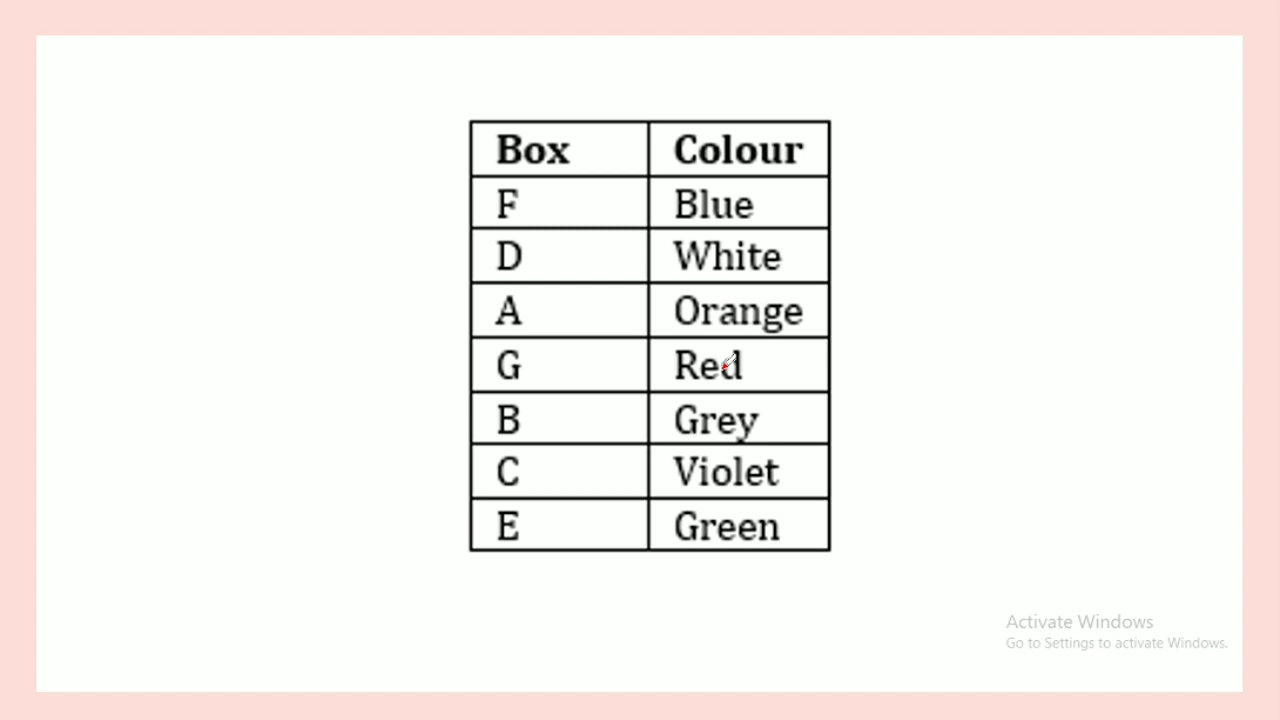 Box Colour
F Blue
D White
A Orange
G Red
B Grey
C Violet
E Green
Activate Windows
Go to Settings to activate Windows.